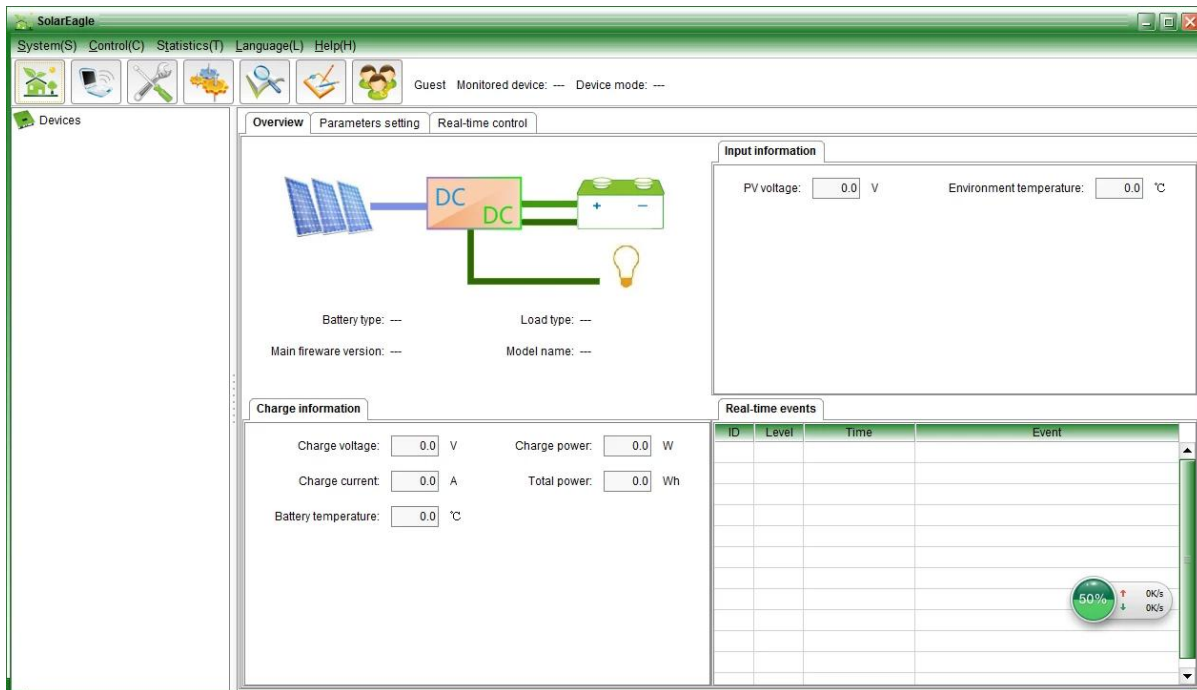 SolarEagle
System(S) Control(C) Statistics(T) Language(L) Help(H)
Guest Monitored device: --- Device mode: ---
Devices
Overview Parameters setting Real-time control
DC
DC
+ −
Battery type: --- Load type: ---
Main fireware version: --- Model name: ---
Input information
PV voltage: 0.0 V Environment temperature: 0.0 ℃
Charge information
Charge voltage: 0.0 V Charge power: 0.0 W
Charge current: 0.0 A Total power: 0.0 Wh
Battery temperature: 0.0 ℃
Real-time events
ID Level Time Event
50% ↑ 0K/s
↓ 0K/s